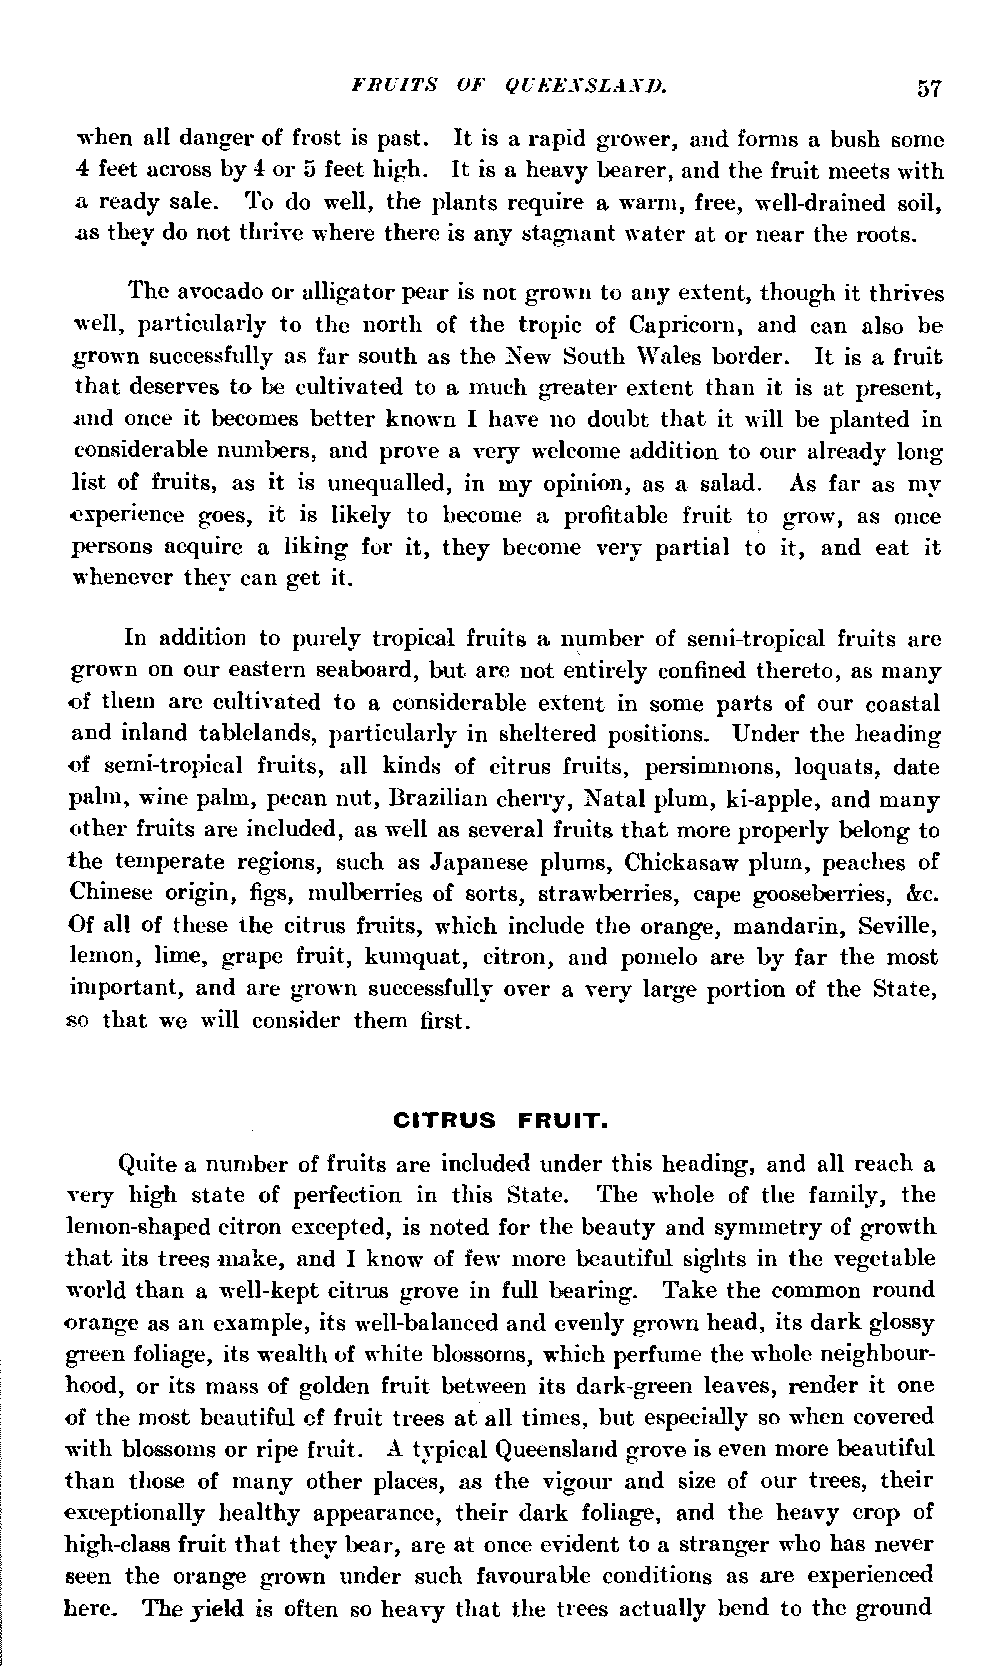 FRUITS OF QUEENSLAND. 57
when all danger of frost is past. It is a rapid grower, and forms a bush some
4 feet across by 4 or 5 feet high. It is a heavy bearer, and the fruit meets with
a ready sale. To do well, the plants require a warm, free, well-drained soil,
as they do not thrive where there is any stagnant water at or near the roots.
The avocado or alligator pear is not grown to any extent, though it thrives
well, particularly to the north of the tropic of Capricorn, and can also be
grown successfully as far south as the New South Wales border. It is a fruit
that deserves to be cultivated to a much greater extent than it is at present,
and once it becomes better known I have no doubt that it will be planted in
considerable numbers, and prove a very welcome addition to our already long
list of fruits, as it is unequalled, in my opinion, as a salad. As far as my
experience goes, it is likely to become a profitable fruit to grow, as once
persons acquire a liking for it, they become very partial to it, and eat it
whenever they can get it.
In addition to purely tropical fruits a number of semi-tropical fruits are
grown on our eastern seaboard, but are not entirely confined thereto, as many
of them are cultivated to a considerable extent in some parts of our coastal
and inland tablelands, particularly in sheltered positions. Under the heading
of semi-tropical fruits, all kinds of citrus fruits, persimmons, loquats, date
palm, wine palm, pecan nut, Brazilian cherry, Natal plum, ki-apple, and many
other fruits are included, as well as several fruits that more properly belong to
the temperate regions, such as Japanese plums, Chickasaw plum, peaches of
Chinese origin, figs, mulberries of sorts, strawberries, cape gooseberries, &c.
Of all of these the citrus fruits, which include the orange, mandarin, Seville,
lemon, lime, grape fruit, kumquat, citron, and pomelo are by far the most
important, and are grown successfully over a very large portion of the State,
so that we will consider them first.
CITRUS FRUIT.
Quite a number of fruits are included under this heading, and all reach a
very high state of perfection in this State. The whole of the family, the
lemon-shaped citron excepted, is noted for the beauty and symmetry of growth
that its trees make, and I know of few more beautiful sights in the vegetable
world than a well-kept citrus grove in full bearing. Take the common round
orange as an example, its well-balanced and evenly grown head, its dark glossy
green foliage, its wealth of white blossoms, which perfume the whole neighbour-
hood, or its mass of golden fruit between its dark-green leaves, render it one
of the most beautiful of fruit trees at all times, but especially so when covered
with blossoms or ripe fruit. A typical Queensland grove is even more beautiful
than those of many other places, as the vigour and size of our trees, their
exceptionally healthy appearance, their dark foliage, and the heavy crop of
high-class fruit that they bear, are at once evident to a stranger who has never
seen the orange grown under such favourable conditions as are experienced
here. The yield is often so heavy that the trees actually bend to the ground